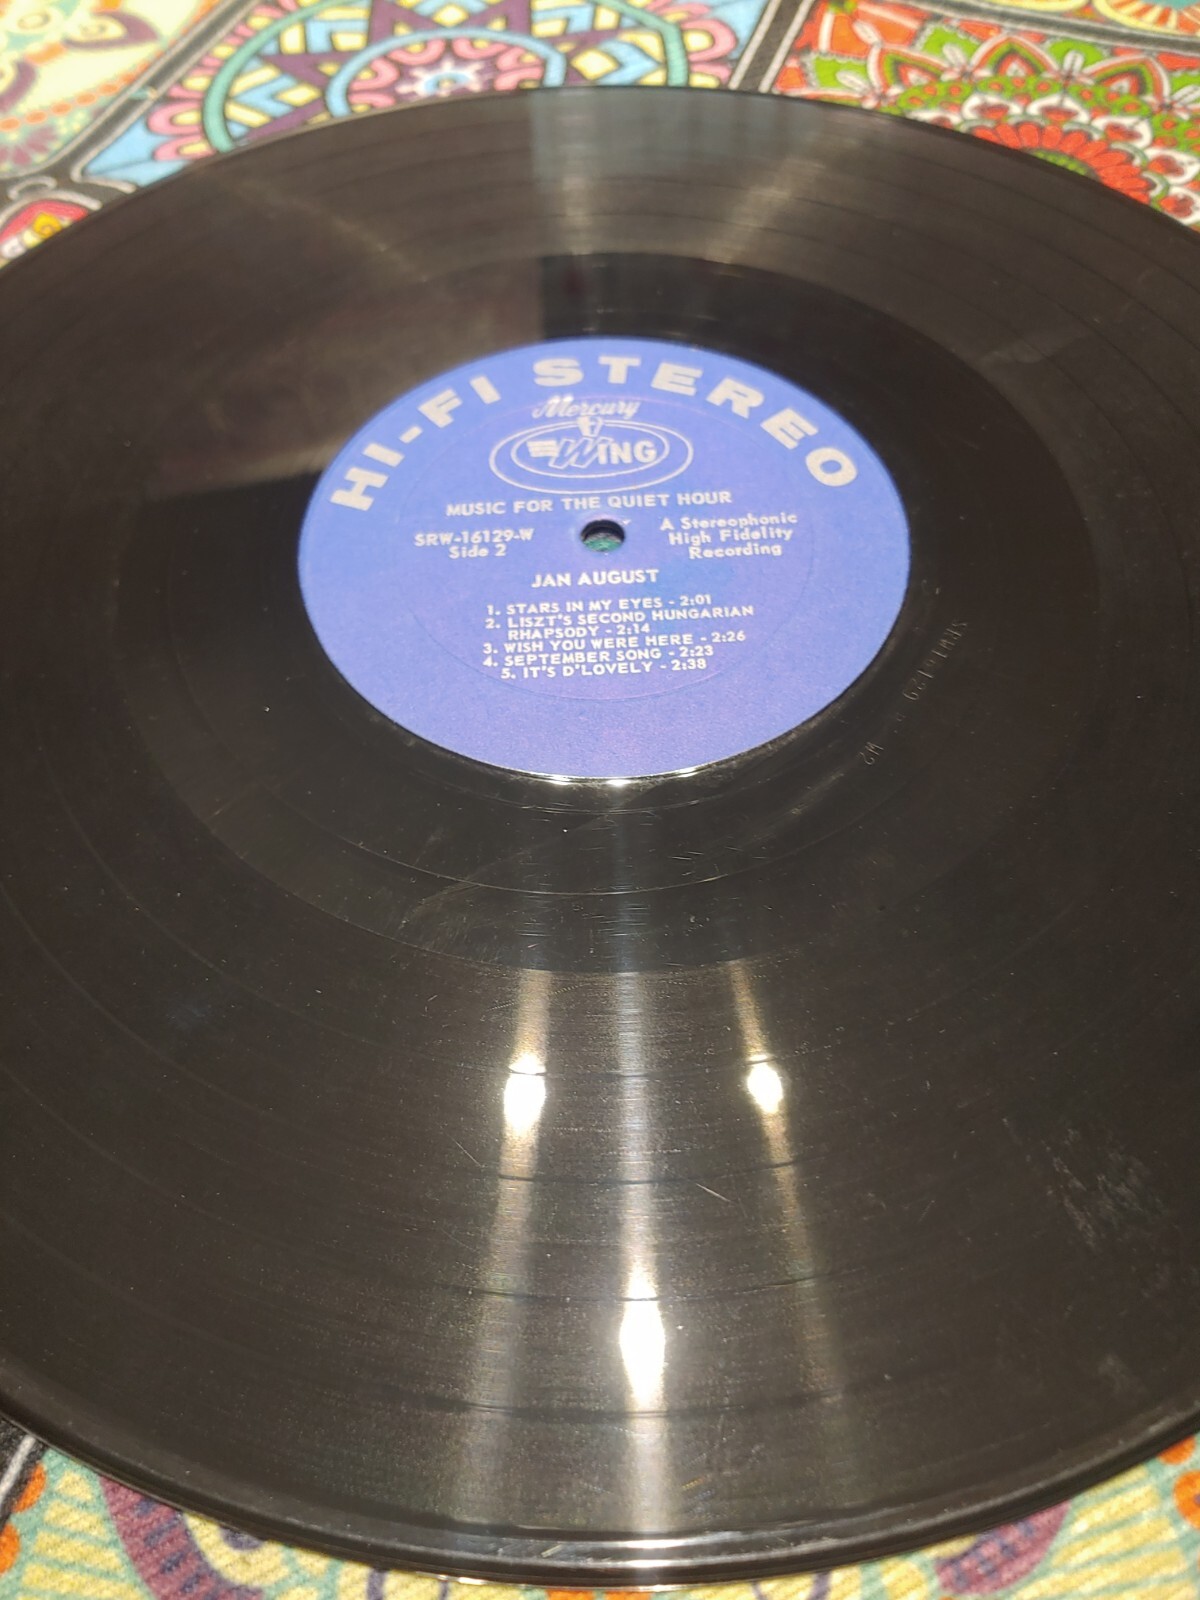 HI-FI STEREO
Mercury
WING
MUSIC FOR THE QUIET HOUR
SRW-16129-W
Side 2
A Stereophonic
High Fidelity
Recording
JAN AUGUST
1. STARS IN MY EYES - 2:01
2. LISZT'S SECOND HUNGARIAN
RHAPSODY - 2:14
3. WISH YOU WERE HERE - 2:26
4. SEPTEMBER SONG - 2:23
5. IT'S D'LOVELY - 2:38